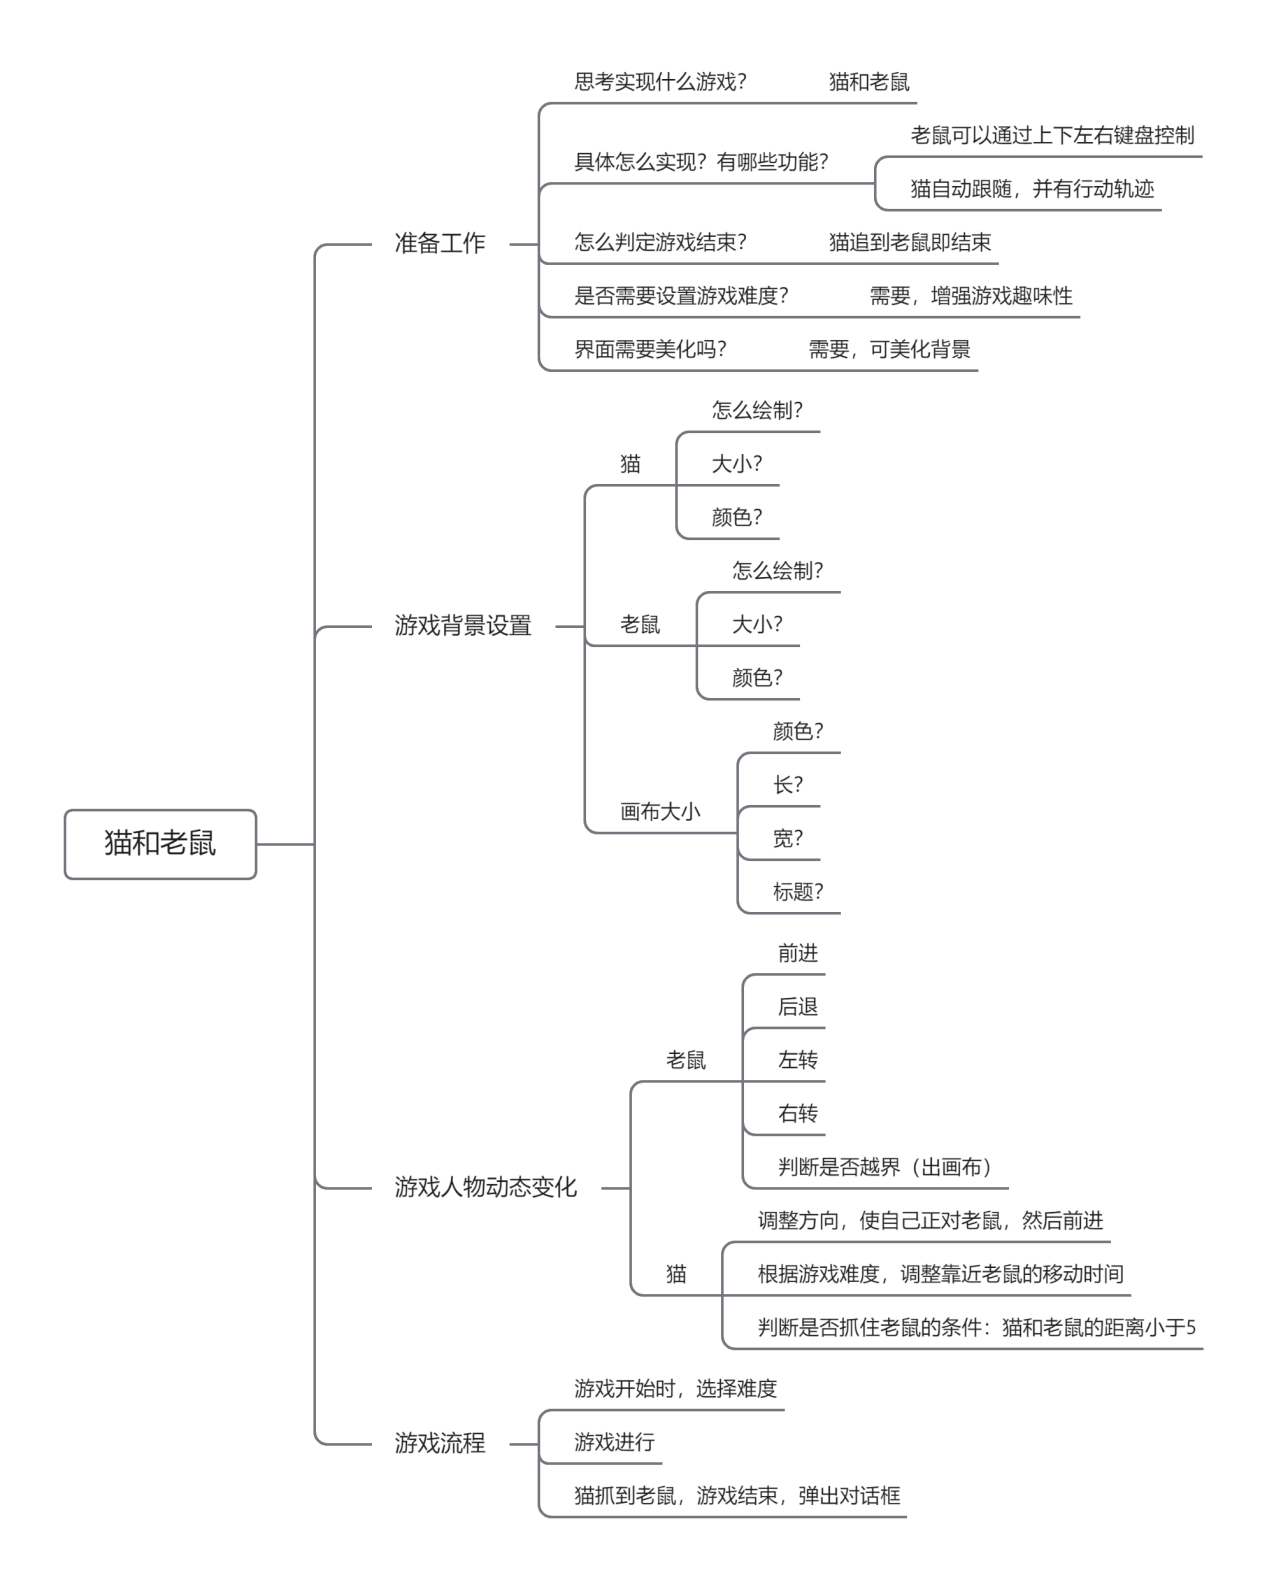 猫和老鼠
准备工作
思考实现什么游戏？ 猫和老鼠
具体怎么实现？有哪些功能？
老鼠可以通过上下左右键盘控制
猫自动跟随，并有行动轨迹
怎么判定游戏结束？ 猫追到老鼠即结束
是否需要设置游戏难度？ 需要，增强游戏趣味性
界面需要美化吗？ 需要，可美化背景
游戏背景设置
猫
怎么绘制？
大小？
颜色？
老鼠
怎么绘制？
大小？
颜色？
画布大小
颜色？
长？
宽？
标题？
游戏人物动态变化
老鼠
前进
后退
左转
右转
判断是否越界（出画布）
猫
调整方向，使自己正对老鼠，然后前进
根据游戏难度，调整靠近老鼠的移动时间
判断是否抓住老鼠的条件：猫和老鼠的距离小于5
游戏流程
游戏开始时，选择难度
游戏进行
猫抓到老鼠，游戏结束，弹出对话框